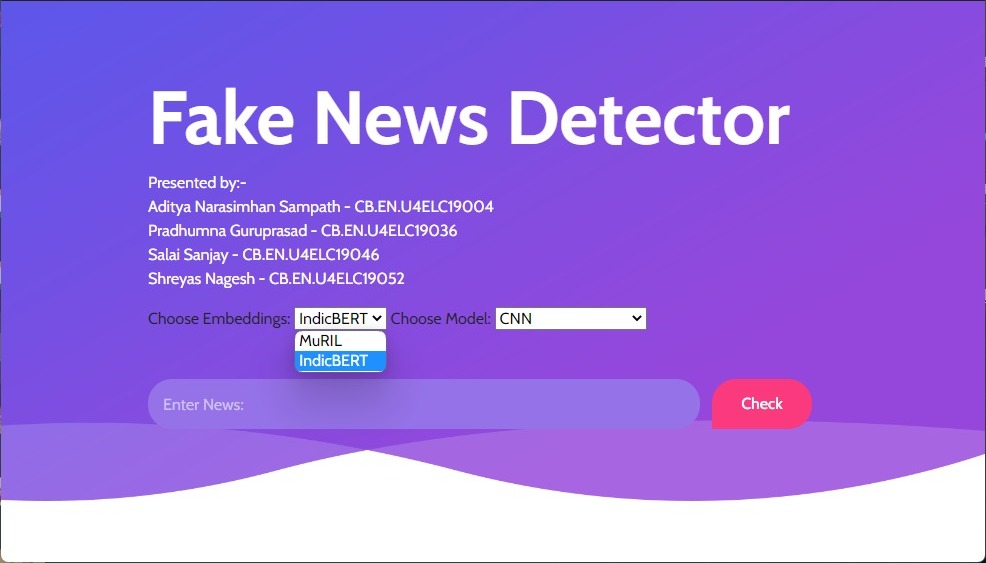 Fake News Detector
Presented by:-
Aditya Narasimhan Sampath - CB.EN.U4ELC19004
Pradhumna Guruprasad - CB.EN.U4ELC19036
Salai Sanjay - CB.EN.U4ELC19046
Shreyas Nagesh - CB.EN.U4ELC19052
Choose Embeddings: IndicBERT Choose Model: CNN
MuRIL
IndicBERT
Enter News: Check